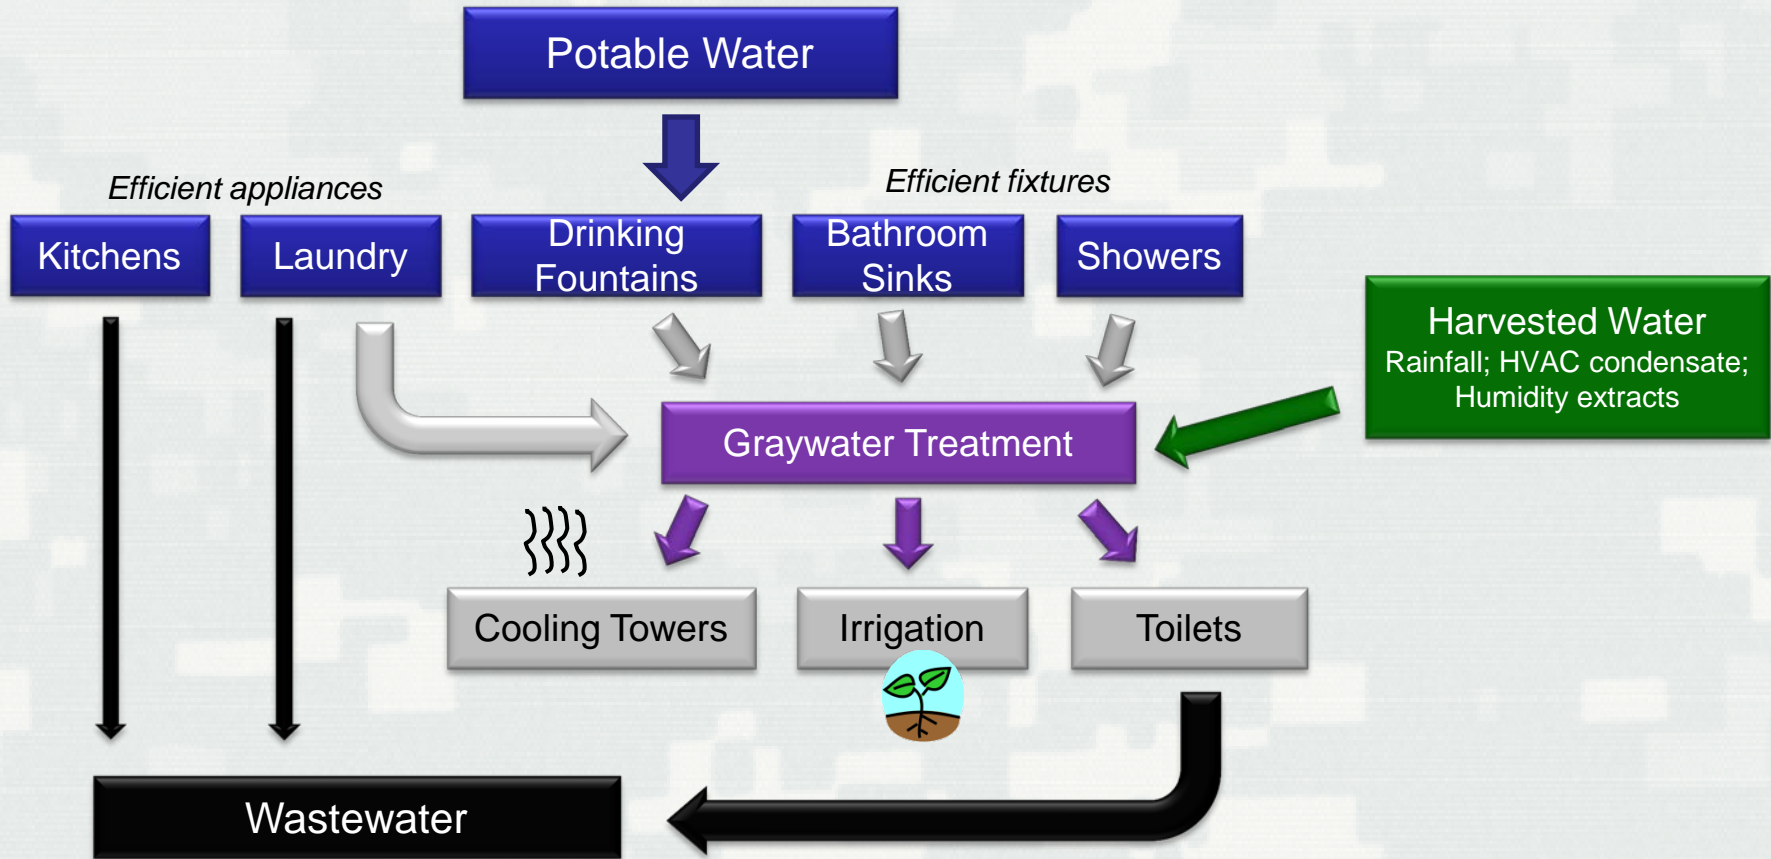 Potable Water
Efficient appliances
Efficient fixtures
Kitchens
Laundry
Drinking
Fountains
Bathroom
Sinks
Showers
Harvested Water
Rainfall; HVAC condensate;
Humidity extracts
Graywater Treatment
Cooling Towers
Irrigation
Toilets
Wastewater